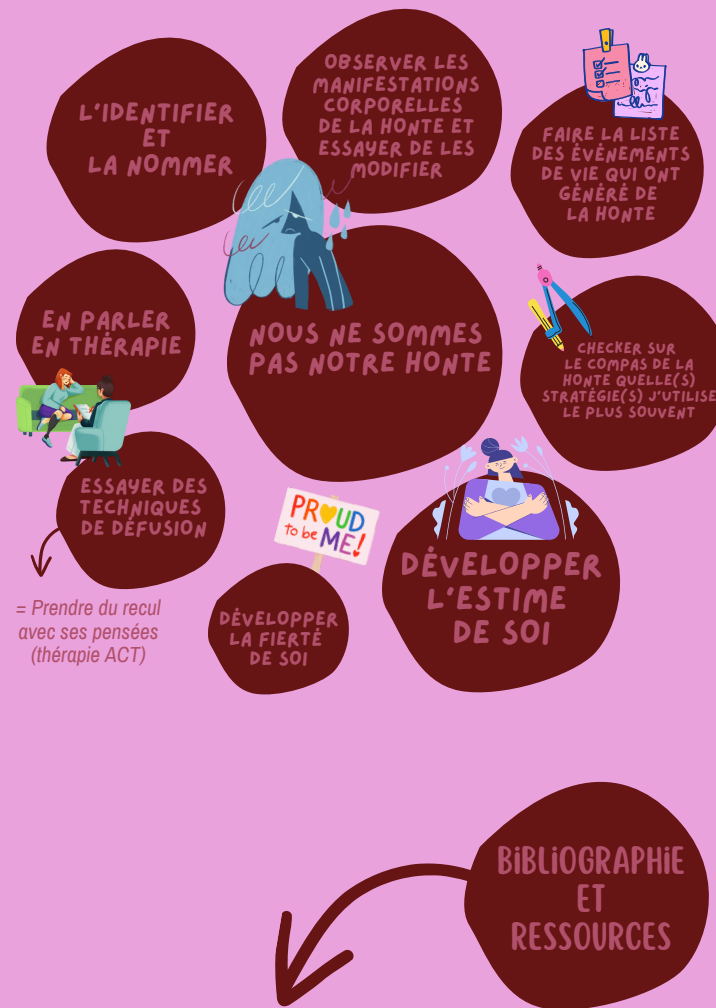 L'IDENTIFIER
ET
LA NOMMER
OBSERVER LES
MANIFESTATIONS
CORPORELLES
DE LA HONTE ET
ESSAYER DE LES
MODIFIER
FAIRE LA LISTE
DES ÉVÉNEMENTS
DE VIE QUI ONT
GÉNÉRÉ DE
LA HONTE
EN PARLER
EN THÉRAPIE
NOUS NE SOMMES
PAS NOTRE HONTE
CHECKER SUR
LE COMPAS DE LA
HONTE QUELLE(S)
STRATÉGIE(S) J'UTILISE
LE PLUS SOUVENT
ESSAYER DES
TECHNIQUES
DE DÉFUSION
= Prendre du recul
avec ses pensées
(thérapie ACT)
PROUD
to be ME!
DÉVELOPPER
LA FIERTÉ
DE SOI
DÉVELOPPER
L'ESTIME
DE SOI
BIBLIOGRAPHIE
ET
RESSOURCES